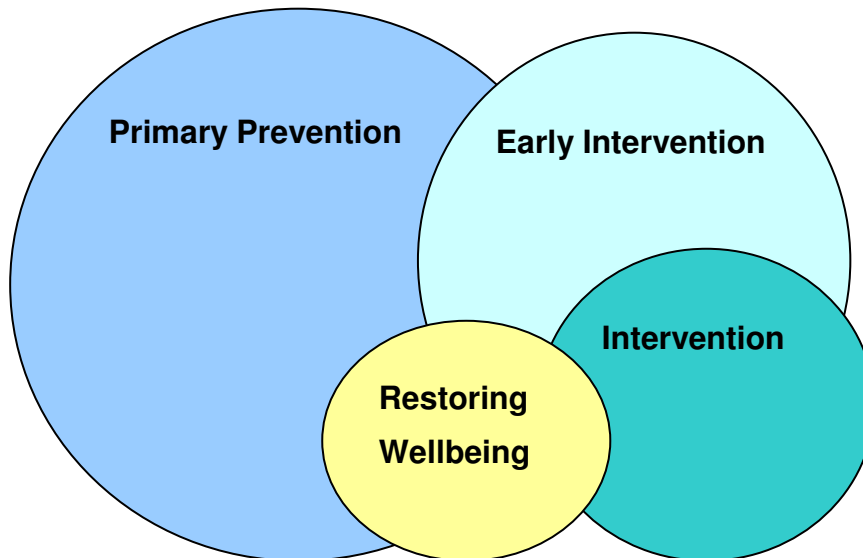 Primary Prevention
Early Intervention
Intervention
Restoring
Wellbeing